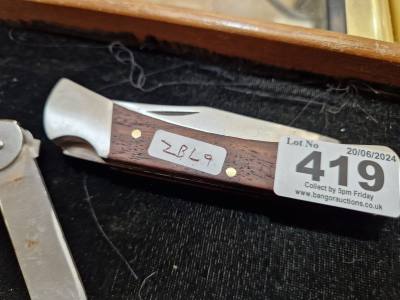 Lot No
20/06/2024
419
Collect by 5pm Friday
www.bangorauctions.co.uk
ZBL9